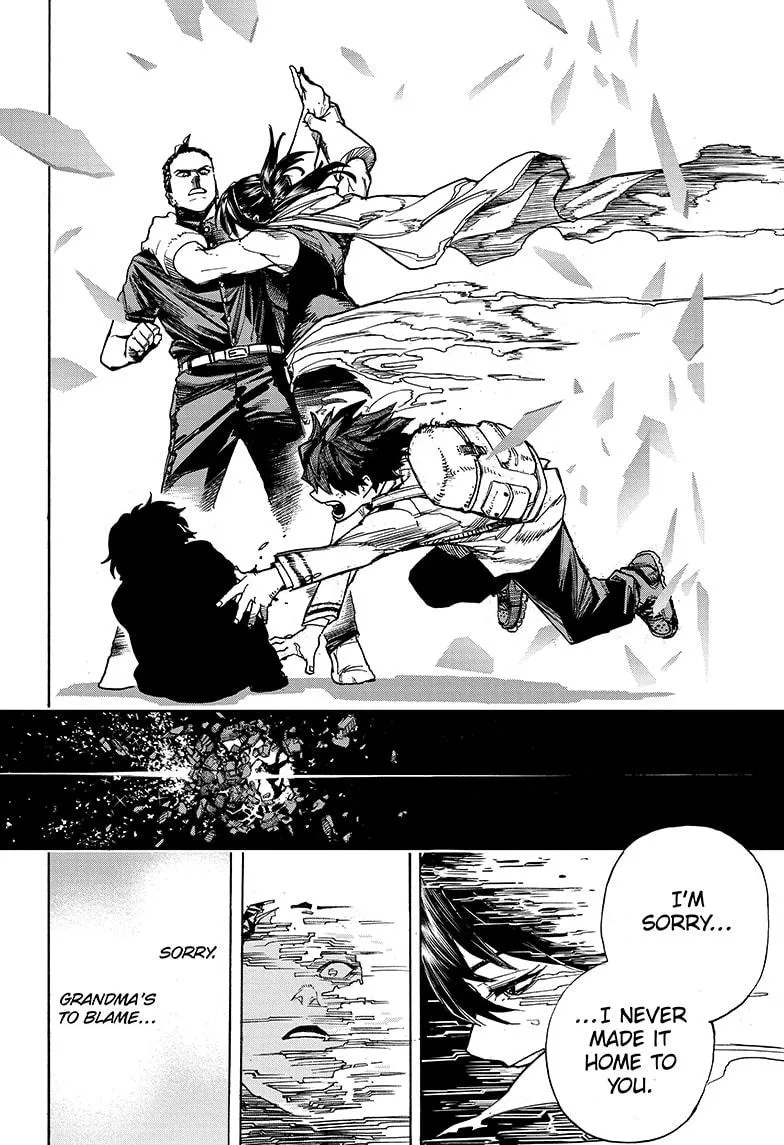 I'M
SORRY...
...I NEVER
MADE IT
HOME TO
YOU.
SORRY.
GRANDMA'S
TO BLAME...